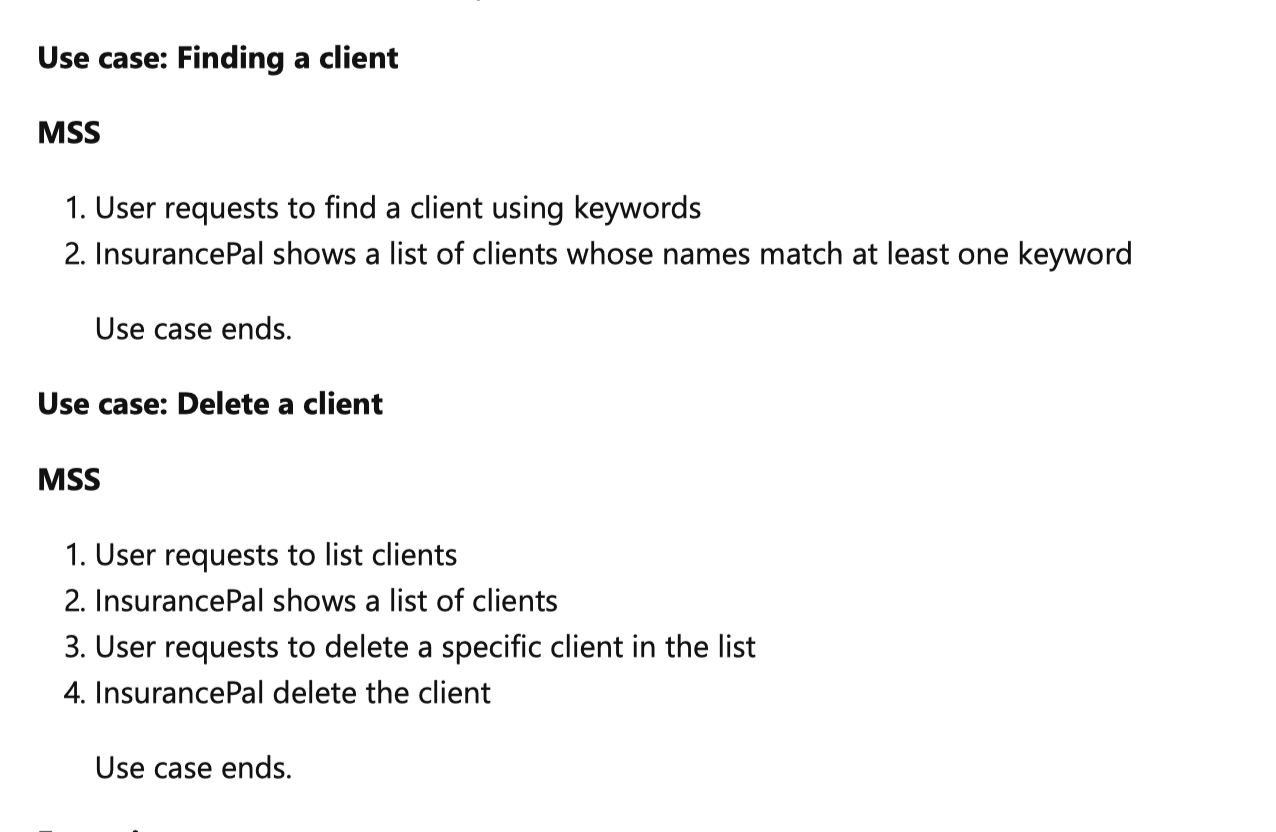 Use case: Finding a client
MSS
1. User requests to find a client using keywords
2. InsurancePal shows a list of clients whose names match at least one keyword
Use case ends.
Use case: Delete a client
MSS
1. User requests to list clients
2. InsurancePal shows a list of clients
3. User requests to delete a specific client in the list
4. InsurancePal delete the client
Use case ends.